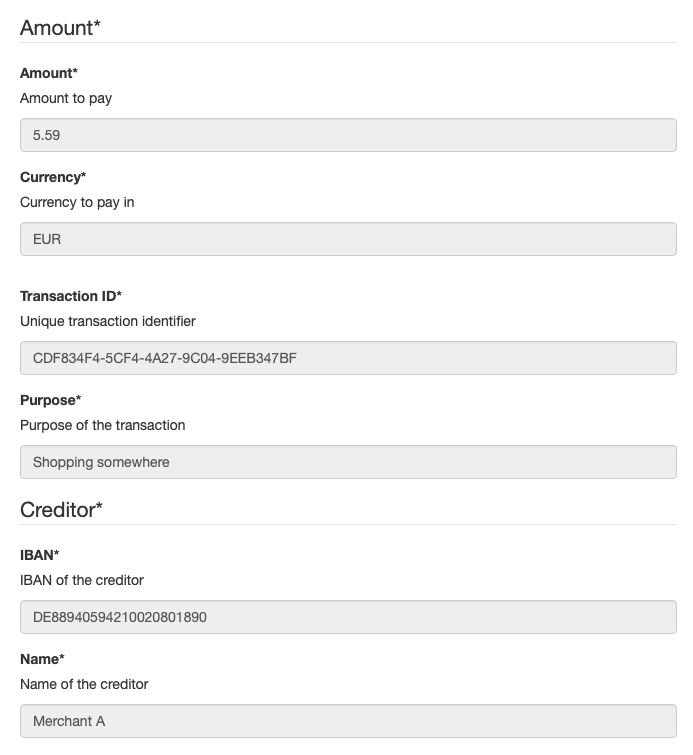 Amount*
Amount*
Amount to pay
5.59
Currency*
Currency to pay in
EUR
Transaction ID*
Unique transaction identifier
CDF834F4-5CF4-4A27-9C04-9EEB347BF
Purpose*
Purpose of the transaction
Shopping somewhere
Creditor*
IBAN*
IBAN of the creditor
DE88940594210020801890
Name*
Name of the creditor
Merchant A